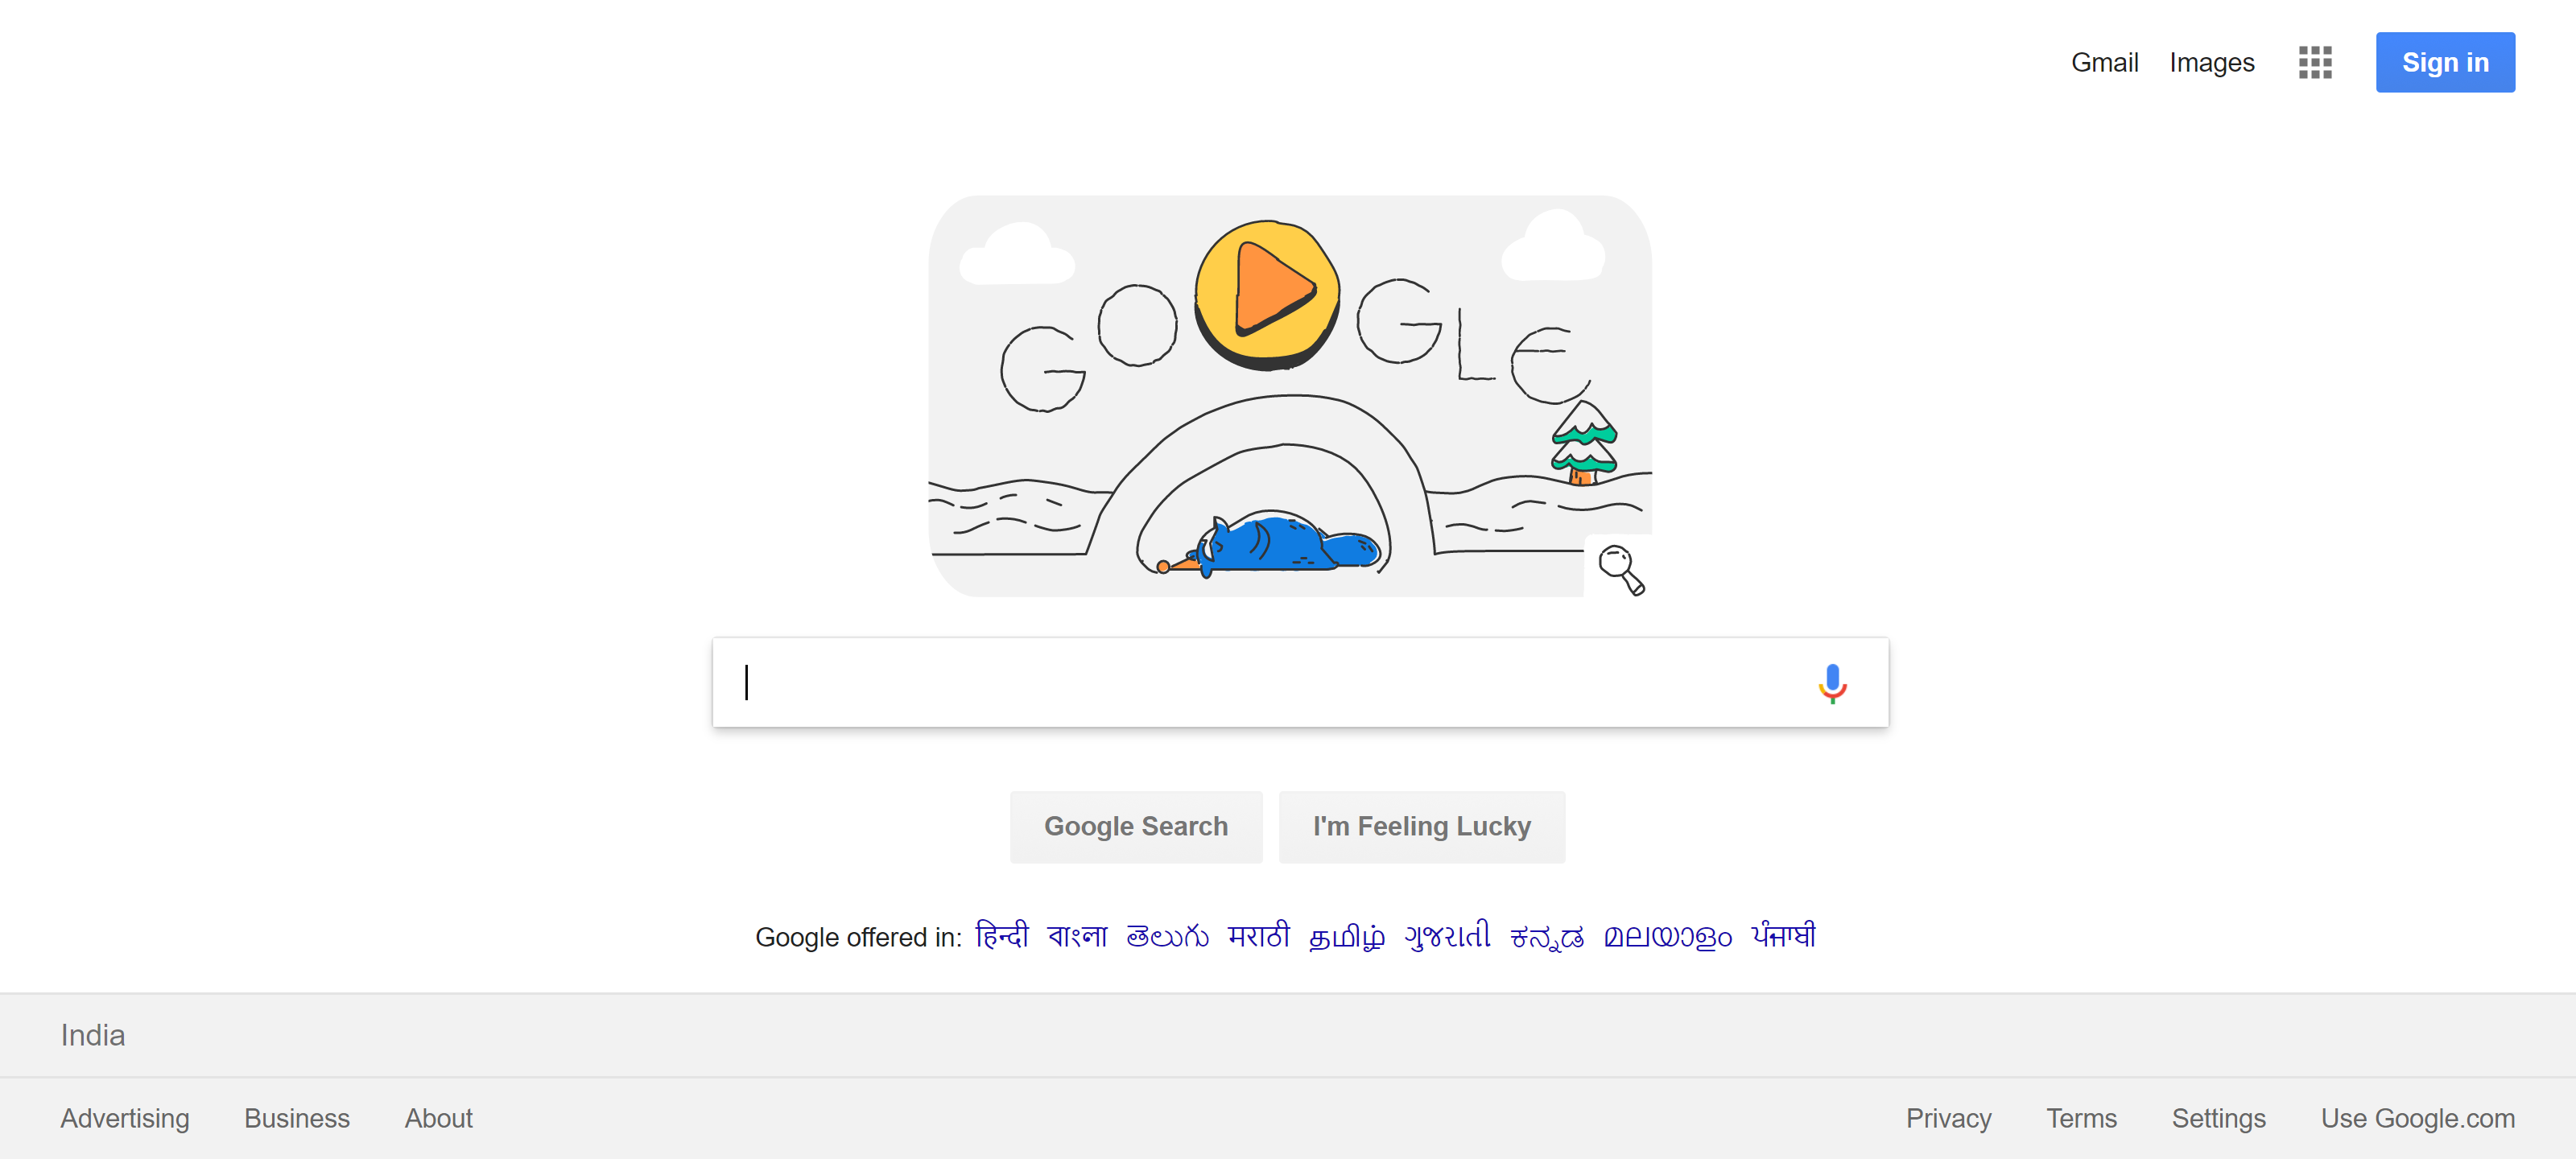 Gmail Images Sign in
GOOGLE
Google Search I'm Feeling Lucky
Google offered in: हिन्दी বাংলা తెలుగు मराठी தமிழ் ગુજરાતી ಕನ್ನಡ മലയാളം ਪੰਜਾਬੀ
India
Advertising Business About Privacy Terms Settings Use Google.com